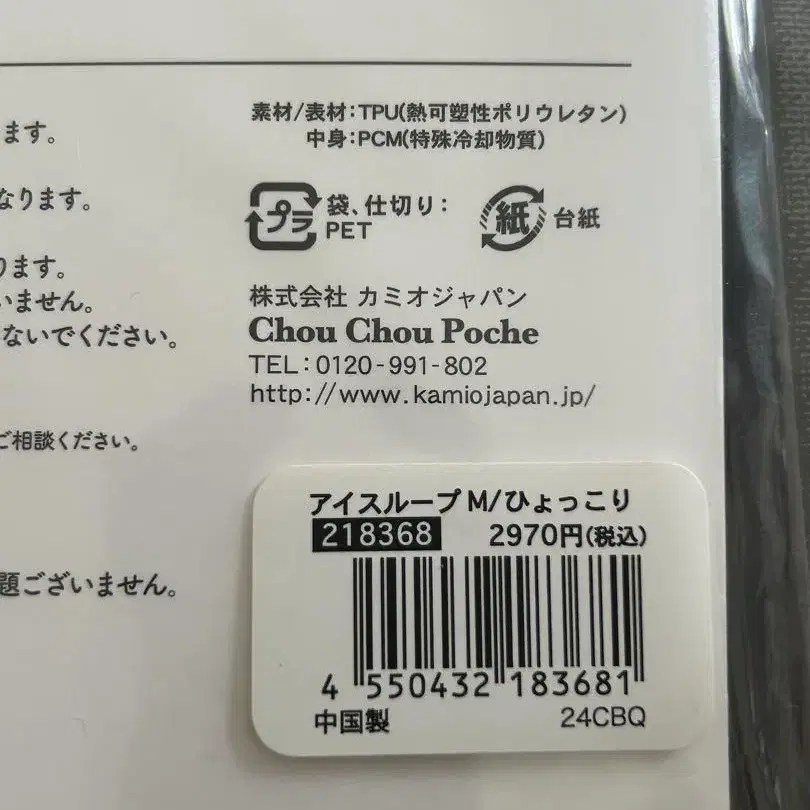 ます。
なります。
ります。
いません。
ないでください。
ご相談ください。
題ございません。
素材/表材：TPU(熱可塑性ポリウレタン)
中身：PCM(特殊冷却物質)
プラ
袋、仕切り：
PET
紙 台紙
株式会社 カミオジャパン
Chou Chou Poche
TEL：0120-991-802
http://www.kamiojapan.jp/
アイスループM/ひょっこり
218368 2970円(税込)
4 550432 183681
中国製 24CBQ